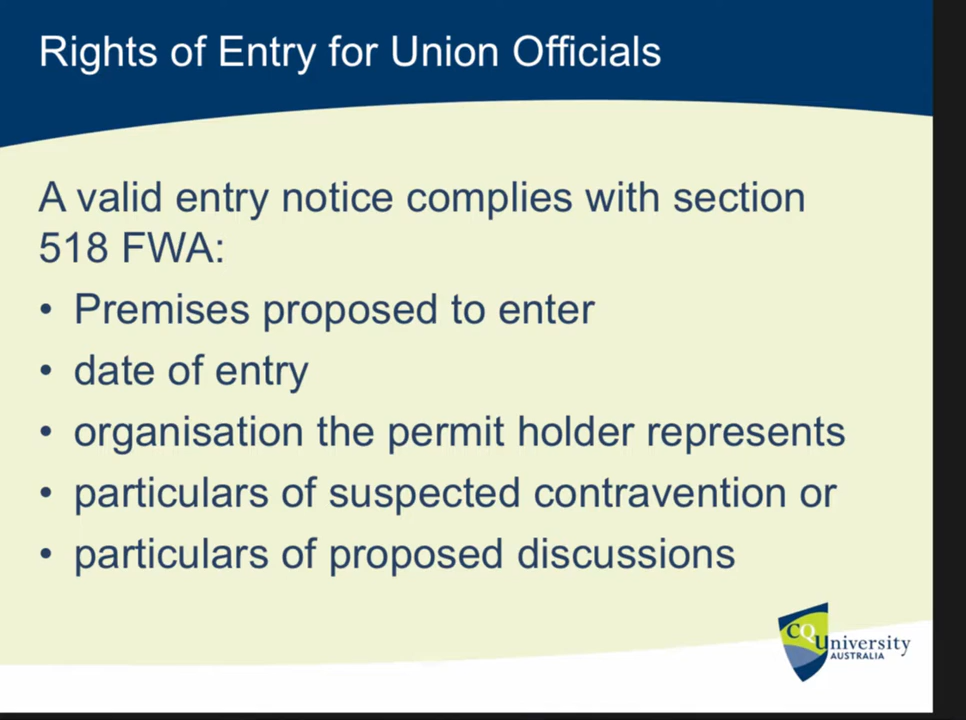 Rights of Entry for Union Officials
A valid entry notice complies with section
518 FWA:
• Premises proposed to enter
• date of entry
• organisation the permit holder represents
• particulars of suspected contravention or
• particulars of proposed discussions
CQUniversity
AUSTRALIA